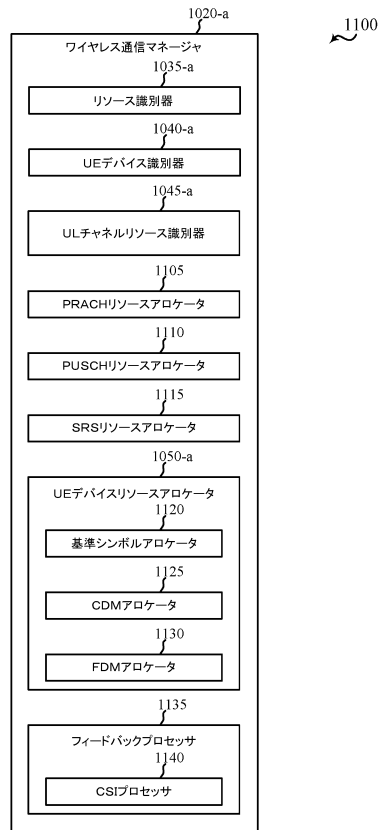 1020-a
1100
ワイヤレス通信マネージャ
1035-a
リソース識別器
1040-a
UEデバイス識別器
1045-a
ULチャネルリソース識別器
1105
PRACHリソースアロケータ
1110
PUSCHリソースアロケータ
1115
SRSリソースアロケータ
1050-a
UEデバイスリソースアロケータ
1120
基準シンボルアロケータ
1125
CDMアロケータ
1130
FDMアロケータ
1135
フィードバックプロセッサ
1140
CSIプロセッサ